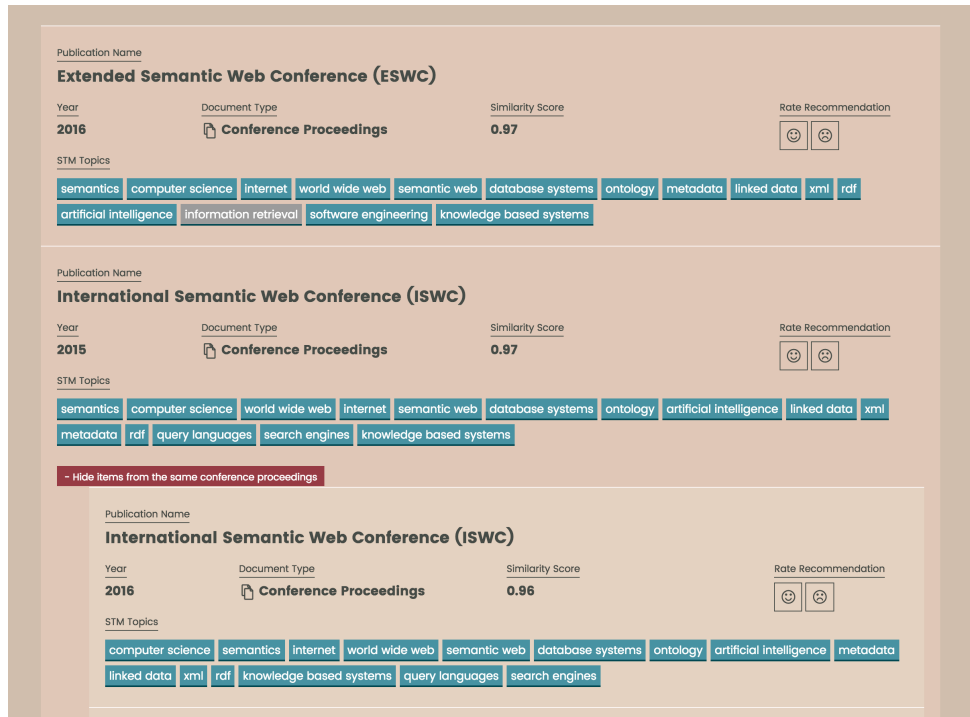 Publication Name
Extended Semantic Web Conference (ESWC)
Year Document Type Similarity Score Rate Recommendation
2016 Conference Proceedings 0.97
STM Topics
semantics computer science internet world wide web semantic web database systems ontology metadata linked data xml rdf
artificial intelligence information retrieval software engineering knowledge based systems
Publication Name
International Semantic Web Conference (ISWC)
Year Document Type Similarity Score Rate Recommendation
2015 Conference Proceedings 0.97
STM Topics
semantics computer science world wide web internet semantic web database systems ontology artificial intelligence linked data xml
metadata rdf query languages search engines knowledge based systems
- Hide items from the same conference proceedings
Publication Name
International Semantic Web Conference (ISWC)
Year Document Type Similarity Score Rate Recommendation
2016 Conference Proceedings 0.96
STM Topics
computer science semantics internet world wide web semantic web database systems ontology artificial intelligence metadata
linked data xml rdf knowledge based systems query languages search engines